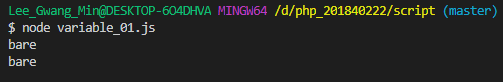 Lee_Gwang_Min@DESKTOP-6O4DHVA MINGW64 /d/php_201840222/script (master)
$ node variable_01.js
bare
bare